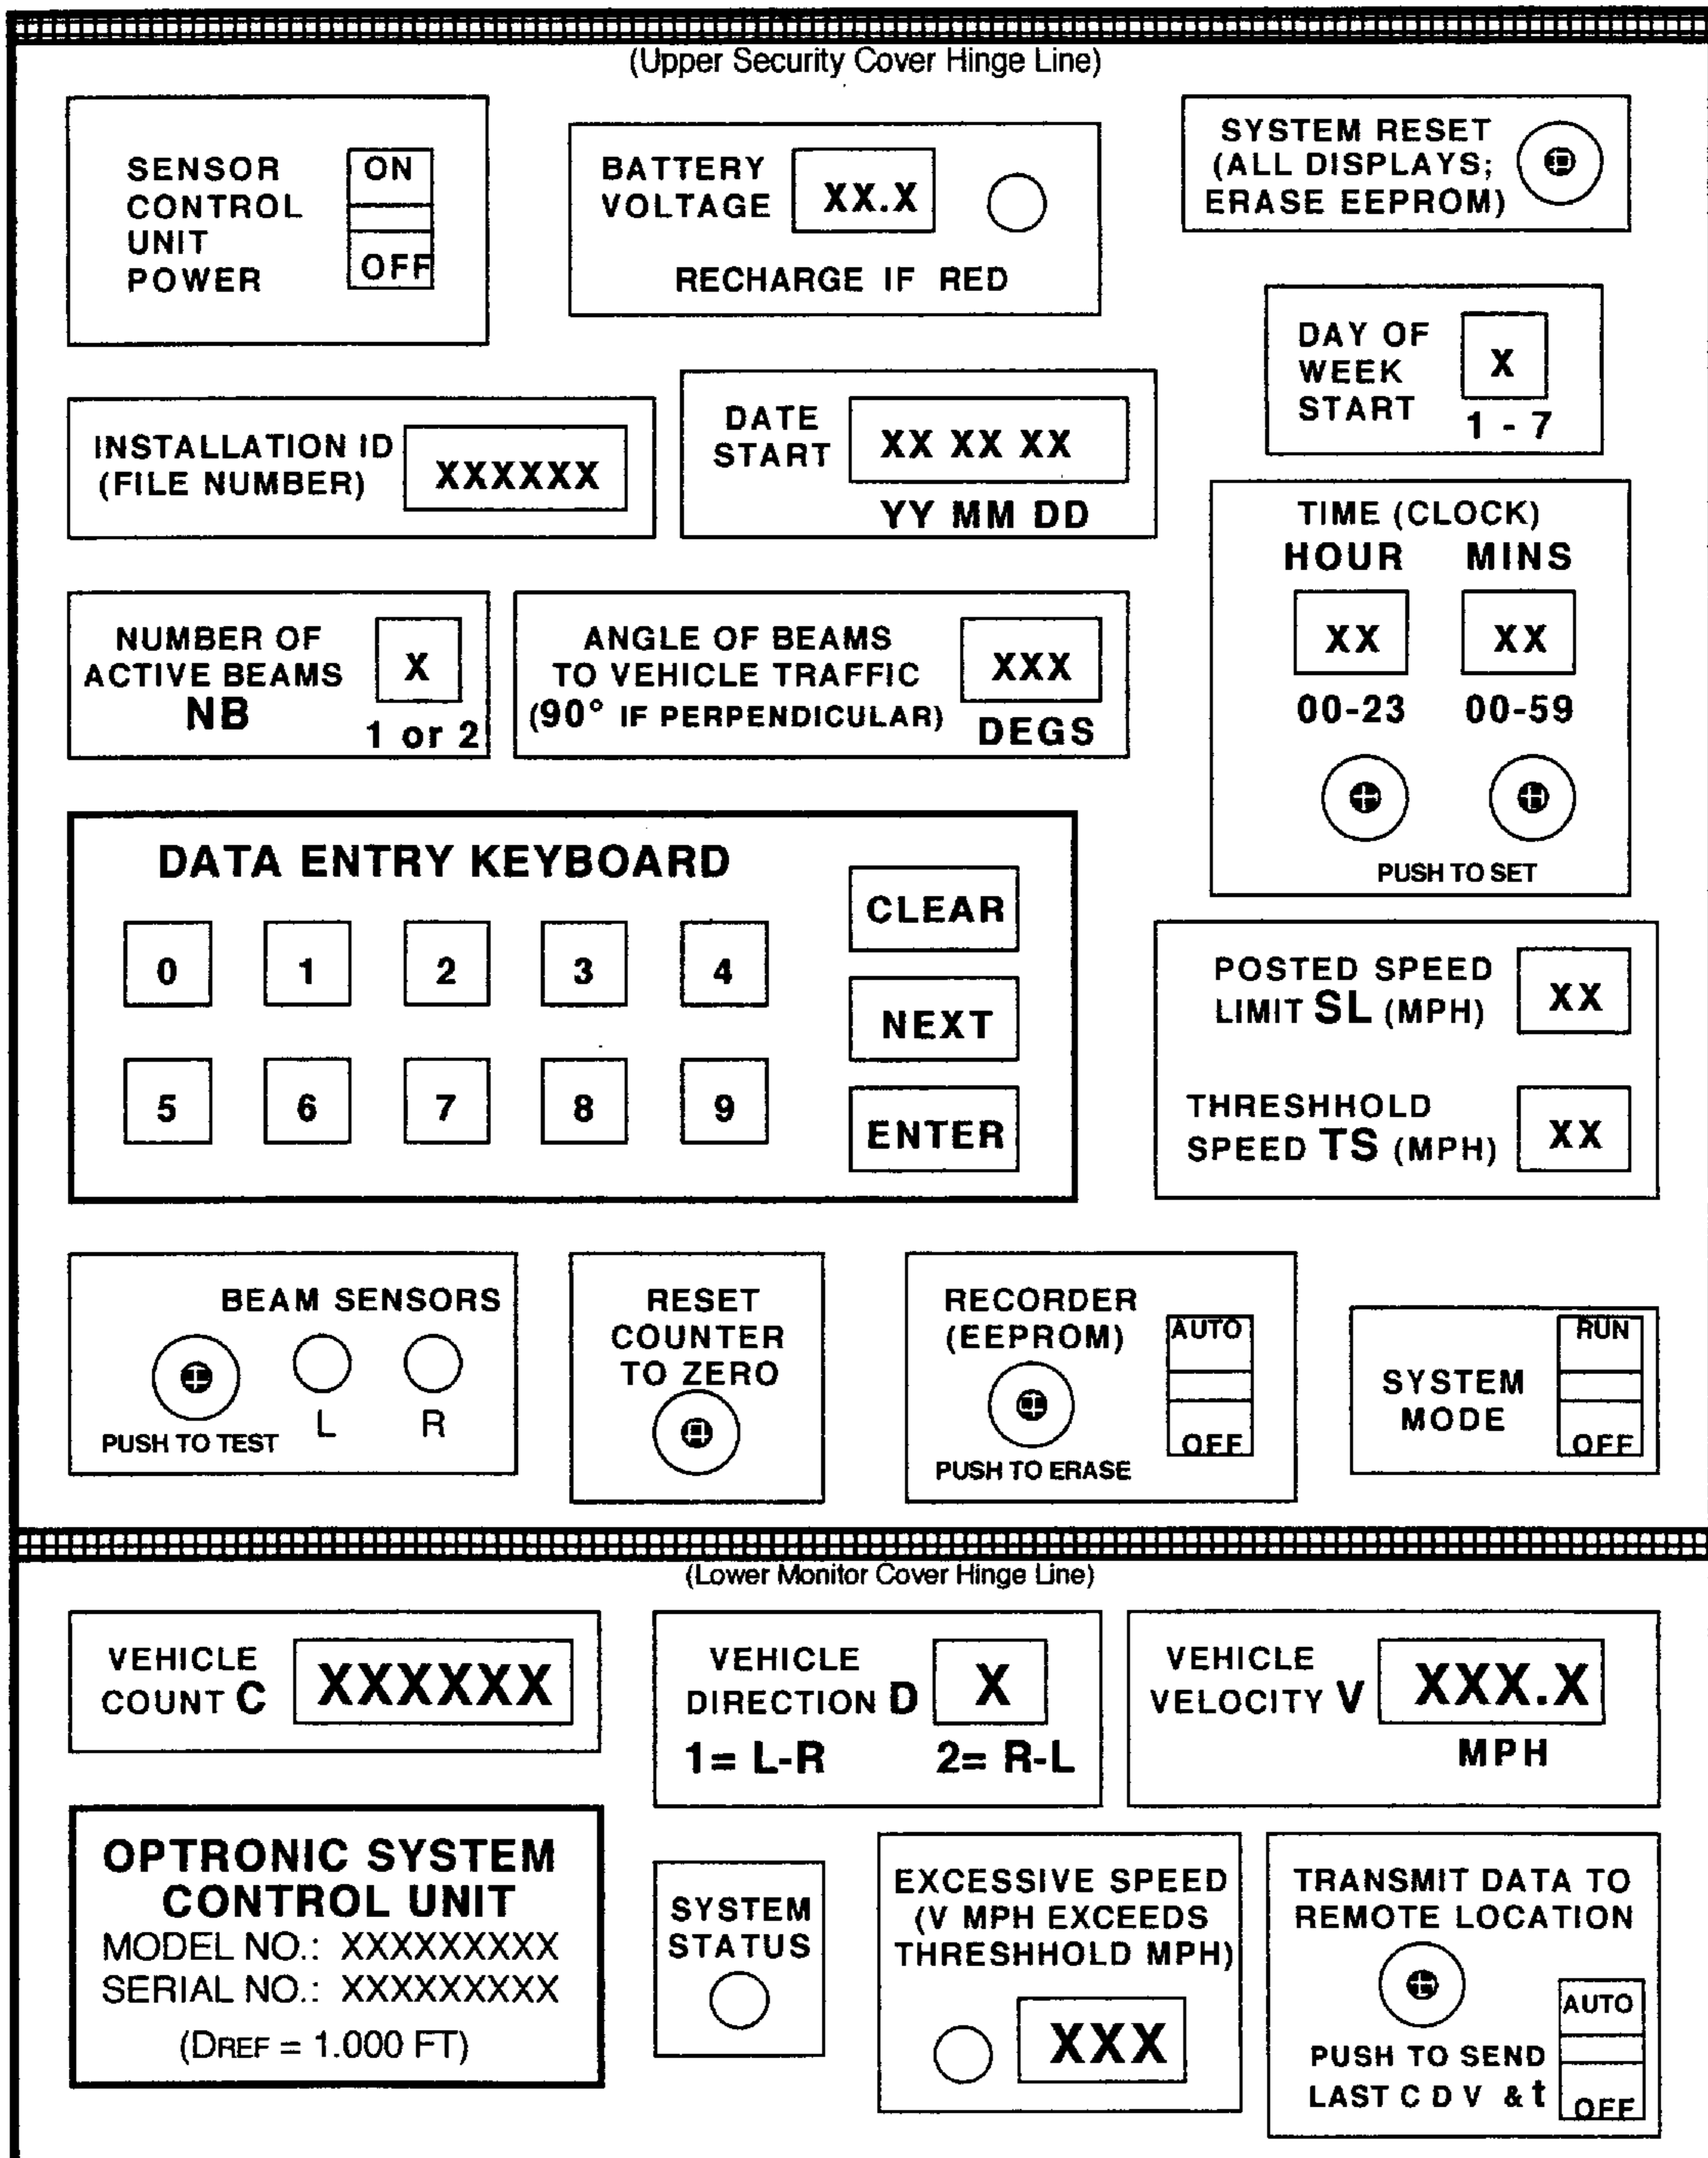 (Upper Security Cover Hinge Line)
SENSOR
CONTROL
UNIT
POWER
ON
OFF
BATTERY
VOLTAGE
XX.X
RECHARGE IF RED
SYSTEM RESET
(ALL DISPLAYS;
ERASE EEPROM)
DAY OF
WEEK
START
X
1 - 7
INSTALLATION ID
(FILE NUMBER)
XXXXXX
DATE
START
XX XX XX
YY MM DD
TIME (CLOCK)
HOUR MINS
XX XX
00-23 00-59
PUSH TO SET
NUMBER OF
ACTIVE BEAMS
NB
X
1 or 2
ANGLE OF BEAMS
TO VEHICLE TRAFFIC
(90° IF PERPENDICULAR)
XXX
DEGS
DATA ENTRY KEYBOARD
0 1 2 3 4
5 6 7 8 9
CLEAR
NEXT
ENTER
POSTED SPEED
LIMIT SL (MPH)
XX
THRESHHOLD
SPEED TS (MPH)
XX
BEAM SENSORS
PUSH TO TEST
L R
RESET
COUNTER
TO ZERO
RECORDER
(EEPROM)
PUSH TO ERASE
AUTO
OFF
SYSTEM
MODE
RUN
OFF
(Lower Monitor Cover Hinge Line)
VEHICLE
COUNT C
XXXXXX
VEHICLE
DIRECTION D
X
1= L-R 2= R-L
VEHICLE
VELOCITY V
XXX.X
MPH
OPTRONIC SYSTEM
CONTROL UNIT
MODEL NO.: XXXXXXXXX
SERIAL NO.: XXXXXXXXX
(DREF = 1.000 FT)
SYSTEM
STATUS
EXCESSIVE SPEED
(V MPH EXCEEDS
THRESHHOLD MPH)
XXX
TRANSMIT DATA TO
REMOTE LOCATION
PUSH TO SEND
LAST C D V & t
AUTO
OFF